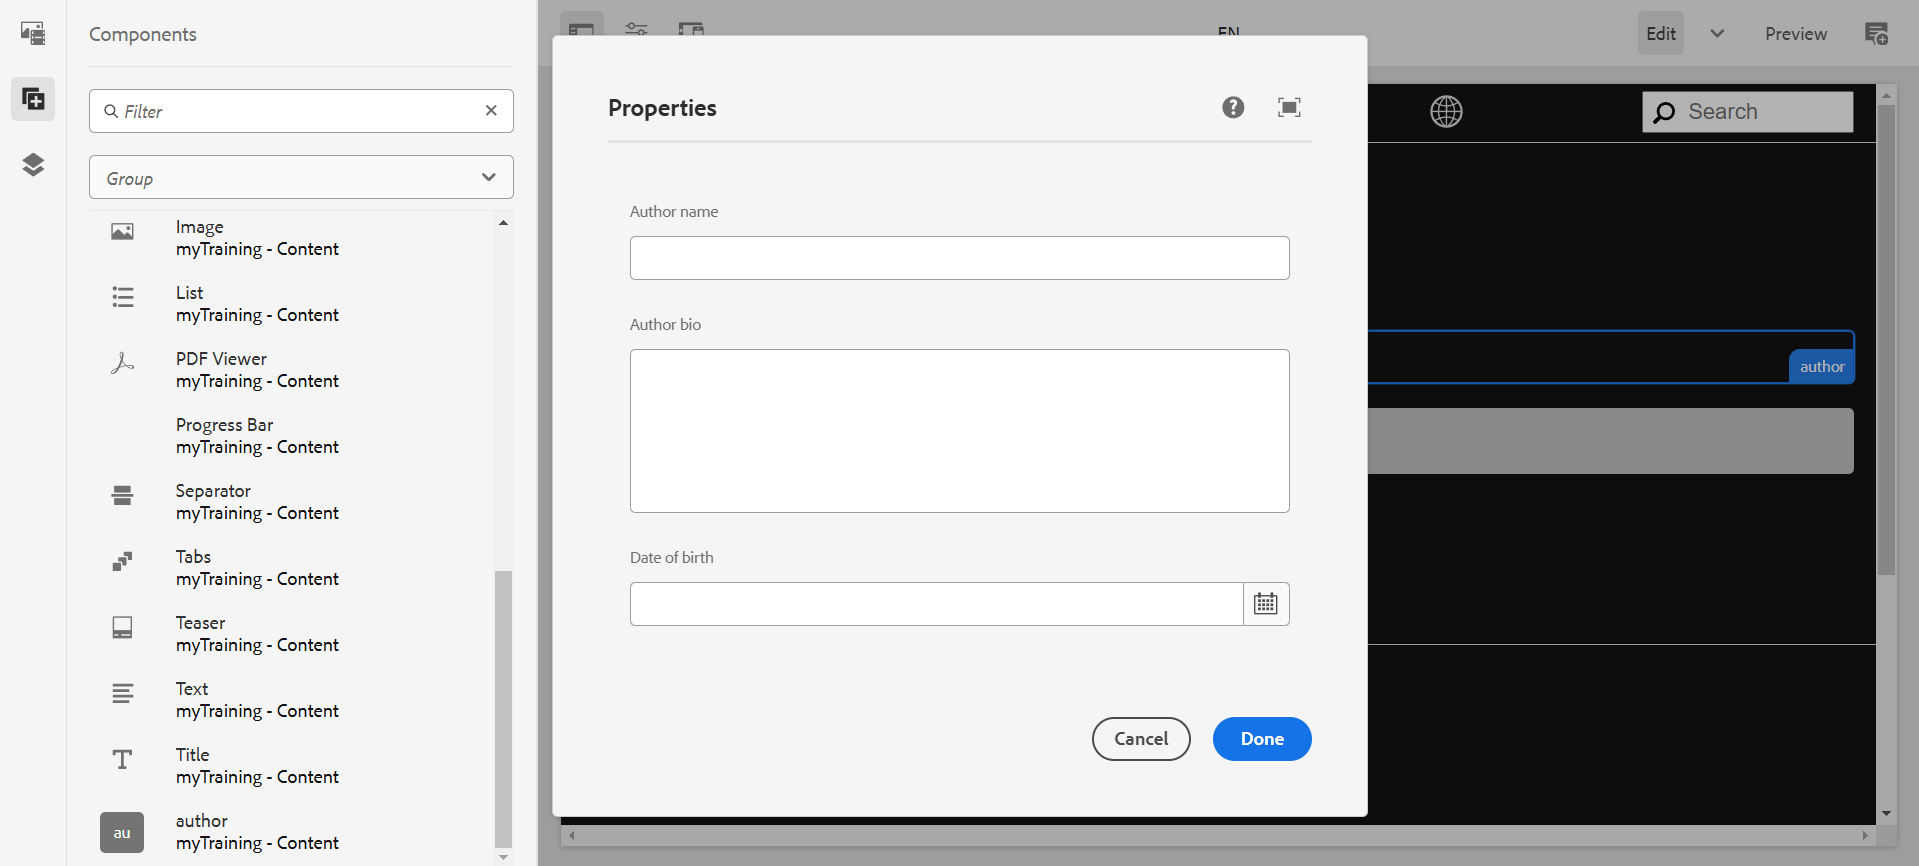 Components
Filter
Group
Image
myTraining - Content
List
myTraining - Content
PDF Viewer
myTraining - Content
Progress Bar
myTraining - Content
Separator
myTraining - Content
Tabs
myTraining - Content
Teaser
myTraining - Content
Text
myTraining - Content
Title
myTraining - Content
au
author
myTraining - Content
EN
Edit
Preview
Search
author
Properties
Author name
Author bio
Date of birth
Cancel
Done